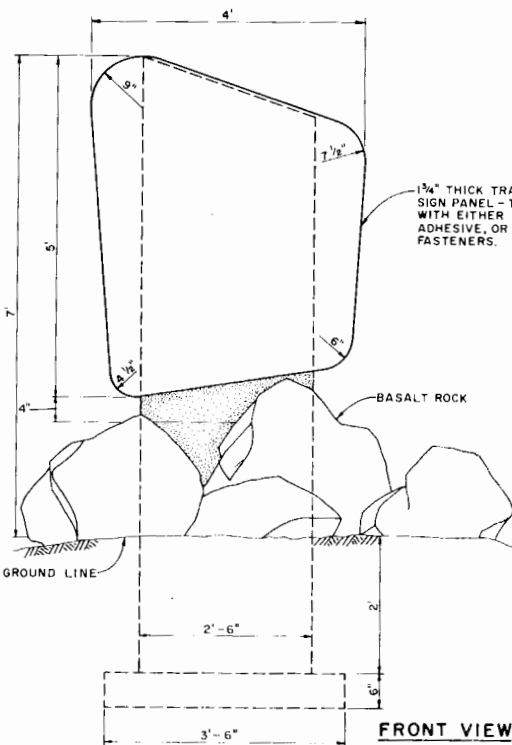 4'
9"
7 1/2"
1 3/4" THICK
SIGN PANEL -
WITH EITHER
ADHESIVE, OR
FASTENERS.
5'
7'
6"
4 1/2"
4"
BASALT ROCK
GROUND LINE
2'
2'-6"
6"
3'-6"
FRONT VIEW